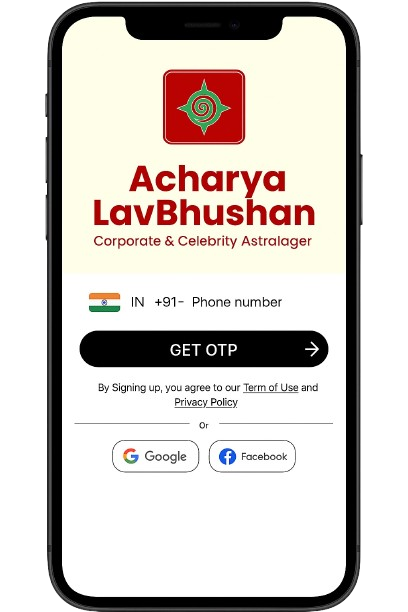 Acharya
LavBhushan
Corporate & Celebrity Astralager
IN +91- Phone number
GET OTP
By Signing up, you agree to our Term of Use and
Privacy Policy
Or
Google Facebook